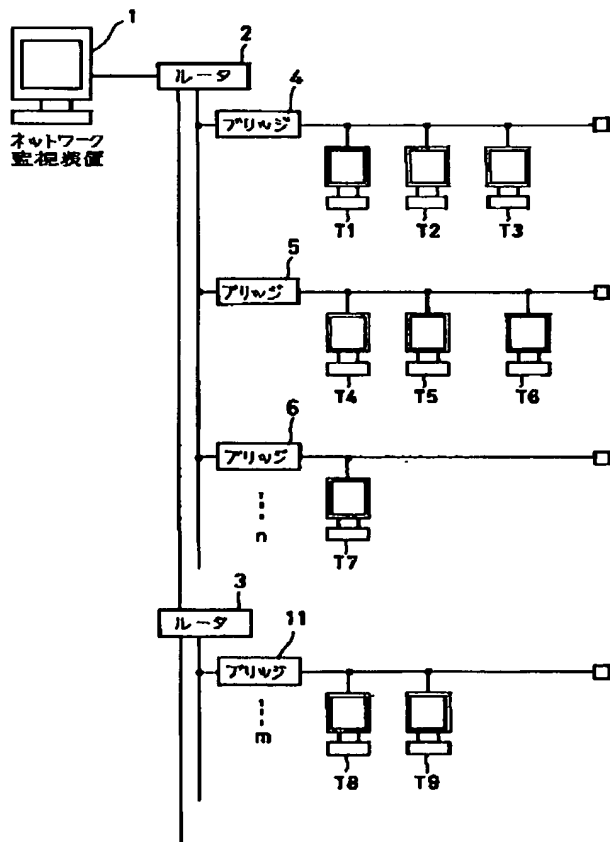 1
2
ルータ
ネットワーク
監視装置
4
ブリッジ
T1 T2 T3
5
ブリッジ
T4 T5 T6
6
ブリッジ
n
T7
3
ルータ
11
ブリッジ
m
T8 T9